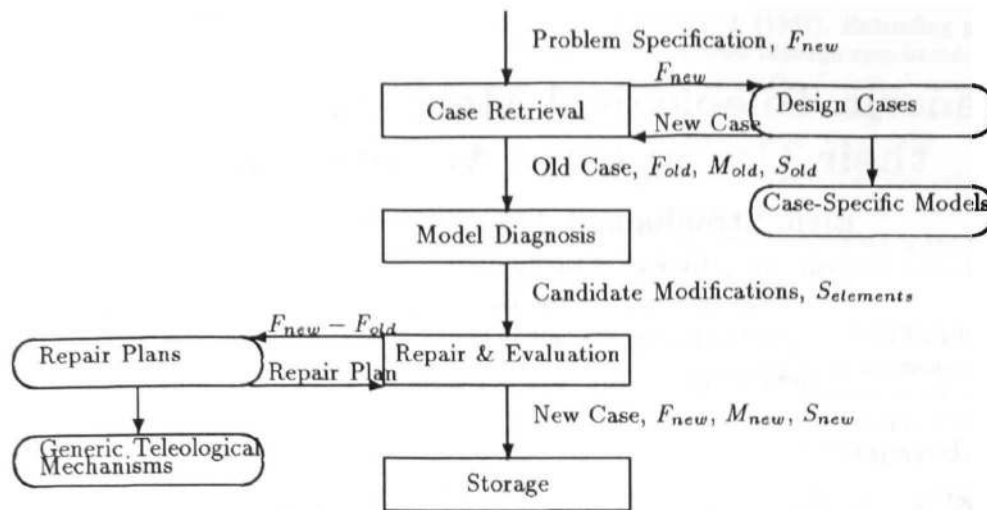 Problem Specification, F_new
F_new
Case Retrieval
Design Cases
New Case
Old Case, F_old, M_old, S_old
Case-Specific Models
Model Diagnosis
Candidate Modifications, S_elements
F_new − F_old
Repair Plans
Repair & Evaluation
Repair Plan
New Case, F_new, M_new, S_new
Generic Teleological
Mechanisms
Storage